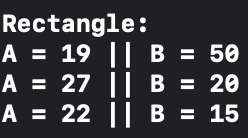 Rectangle:
A = 19 || B = 50
A = 27 || B = 20
A = 22 || B = 15